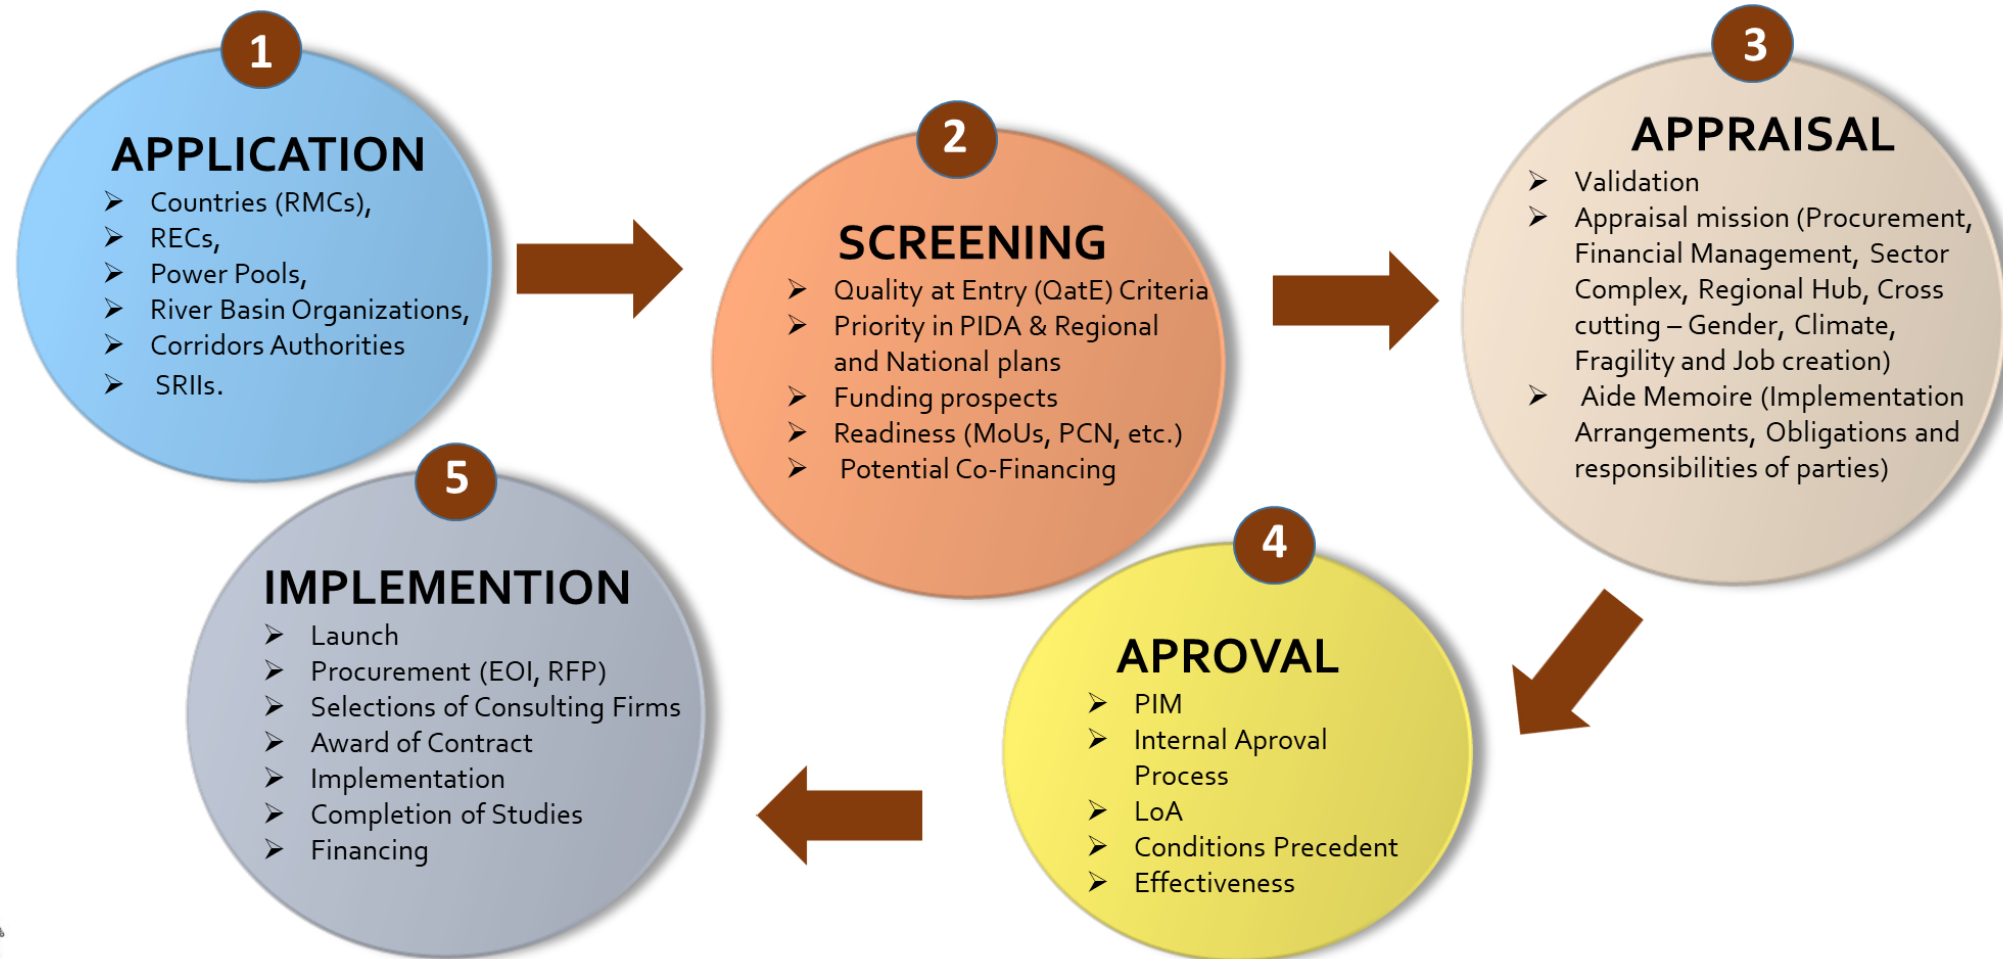 1
APPLICATION
➢ Countries (RMCs),
➢ RECs,
➢ Power Pools,
➢ River Basin Organizations,
➢ Corridors Authorities
➢ SRIIs.
2
SCREENING
➢ Quality at Entry (QatE) Criteria
➢ Priority in PIDA & Regional
and National plans
➢ Funding prospects
➢ Readiness (MoUs, PCN, etc.)
➢ Potential Co-Financing
3
APPRAISAL
➢ Validation
➢ Appraisal mission (Procurement,
Financial Management, Sector
Complex, Regional Hub, Cross
cutting – Gender, Climate,
Fragility and Job creation)
➢ Aide Memoire (Implementation
Arrangements, Obligations and
responsibilities of parties)
4
APROVAL
➢ PIM
➢ Internal Aproval
Process
➢ LoA
➢ Conditions Precedent
➢ Effectiveness
5
IMPLEMENTION
➢ Launch
➢ Procurement (EOI, RFP)
➢ Selections of Consulting Firms
➢ Award of Contract
➢ Implementation
➢ Completion of Studies
➢ Financing